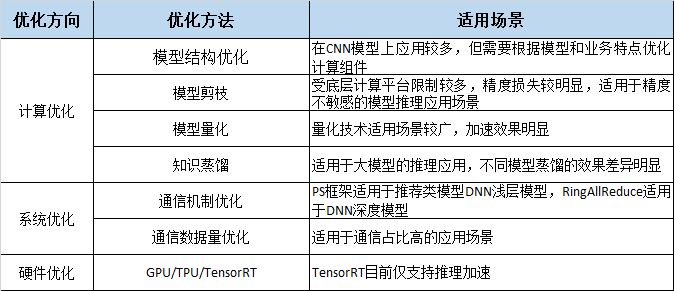 优化方向 优化方法 适用场景
计算优化
模型结构优化
在CNN模型上应用较多，但需要根据模型和业务特点优化
计算组件
模型剪枝
受底层计算平台限制较多，精度损失较明显，适用于精度
不敏感的模型推理应用场景
模型量化
量化技术适用场景较广，加速效果明显
知识蒸馏
适用于大模型的推理应用，不同模型蒸馏的效果差异明显
系统优化
通信机制优化
PS框架适用于推荐类模型DNN浅层模型，RingAllReduce适用
于DNN深度模型
通信数据量优化
适用于通信占比高的应用场景
硬件优化
GPU/TPU/TensorRT
TensorRT目前仅支持推理加速